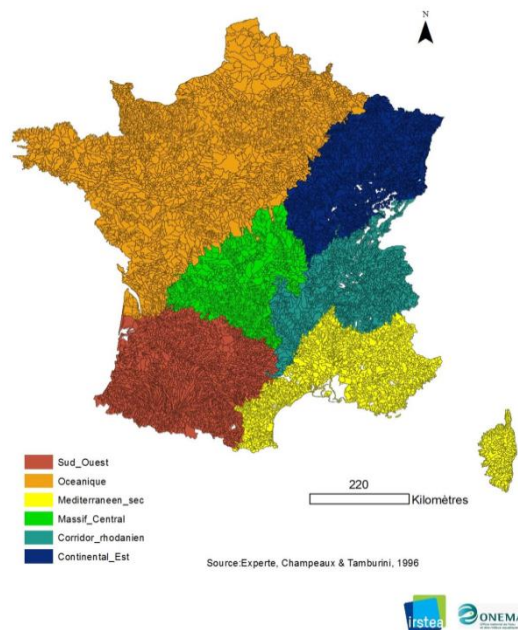 N
Sud_Ouest
Oceanique
Mediterraneen_sec
Massif_Central
Corridor_rhodanien
Continental_Est
220
Kilomètres
Source:Experte, Champeaux & Tamburini, 1996
irstea
ONEMA